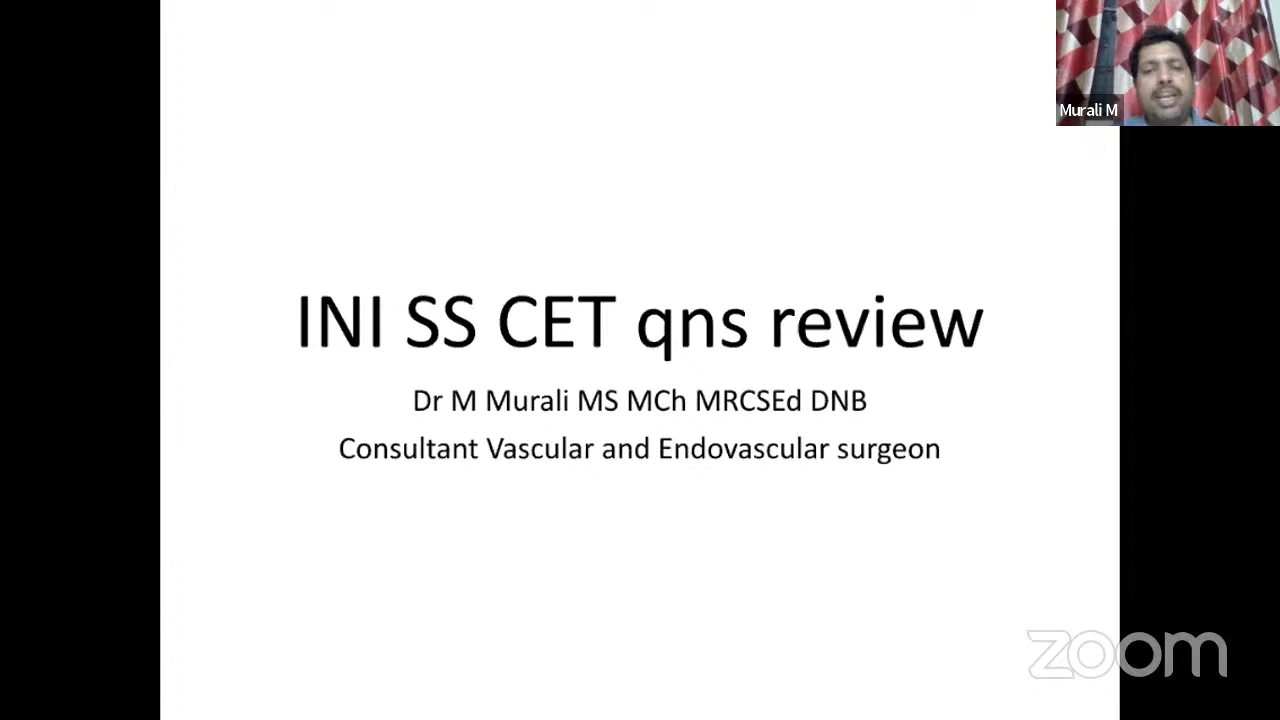 Murali M
INI SS CET qns review
Dr M Murali MS MCh MRCSEd DNB
Consultant Vascular and Endovascular surgeon
zoom